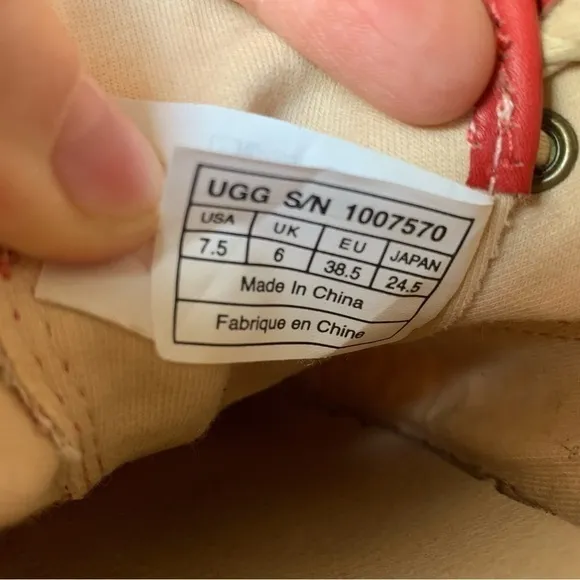 UGG S/N 1007570
USA UK EU JAPAN
7.5 6 38.5 24.5
Made In China
Fabrique en Chine